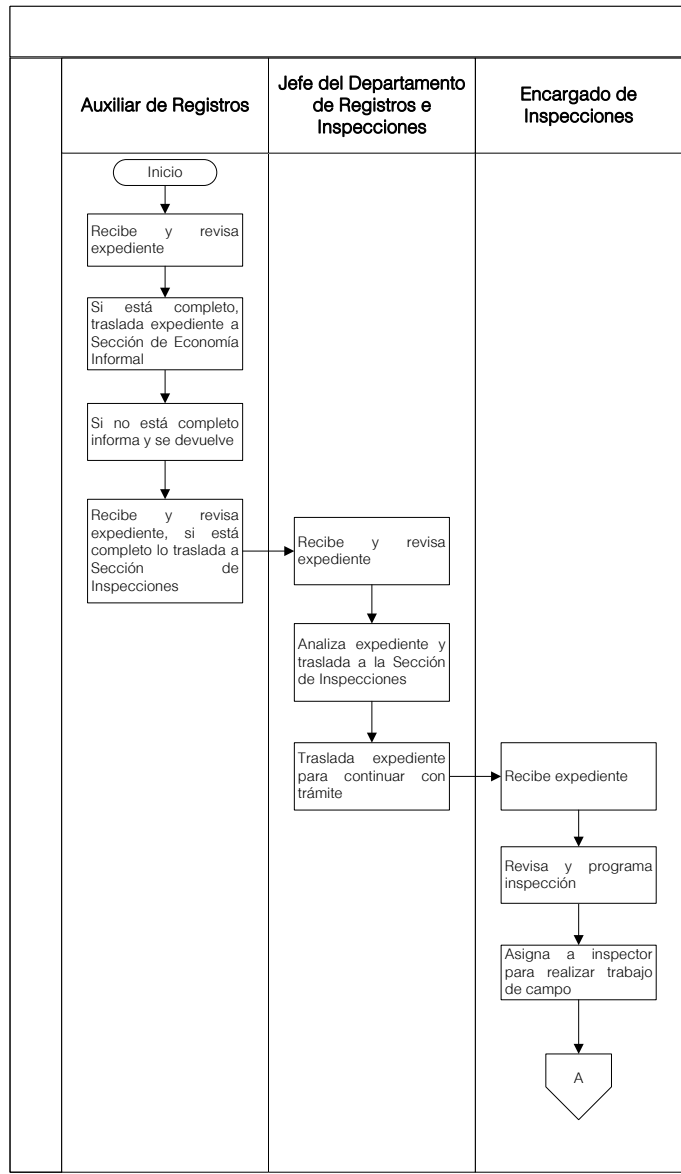 Auxiliar de Registros
Jefe del Departamento
de Registros e
Inspecciones
Encargado de
Inspecciones
Inicio
Recibe y revisa
expediente
Si está completo,
traslada expediente a
Sección de Economía
Informal
Si no está completo
informa y se devuelve
Recibe y revisa
expediente, si está
completo lo traslada a
Sección de
Inspecciones
Recibe y revisa
expediente
Analiza expediente y
traslada a la Sección
de Inspecciones
Traslada expediente
para continuar con
trámite
Recibe expediente
Revisa y programa
inspección
Asigna a inspector
para realizar trabajo
de campo
A